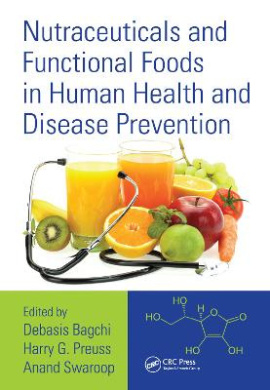 Nutraceuticals and
Functional Foods
in Human Health and
Disease Prevention
Edited by
Debasis Bagchi
Harry G. Preuss
Anand Swaroop
HO
HO
H
O
O
HO
OH
CRC Press